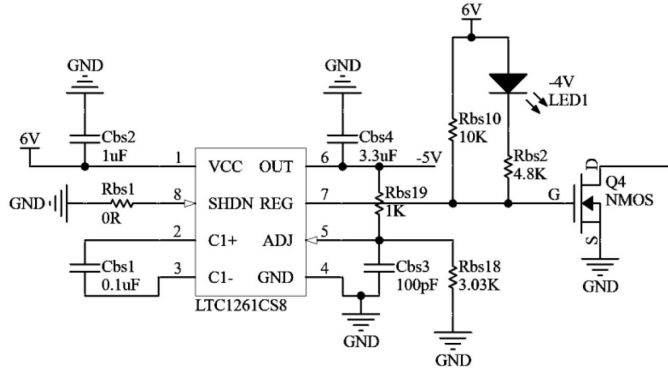 6V
GND
GND
-4V
LED1
Cbs2
1uF
Cbs4
3.3uF
Rbs10
10K
6V
-5V
Rbs2
4.8K
1
VCC
OUT
6
D
Q4
NMOS
G
S
GND
Rbs1
0R
8
SHDN
REG
7
Rbs19
1K
2
C1+
ADJ
5
Cbs1
0.1uF
3
C1-
GND
4
Cbs3
100pF
Rbs18
3.03K
GND
LTC1261CS8
GND
GND